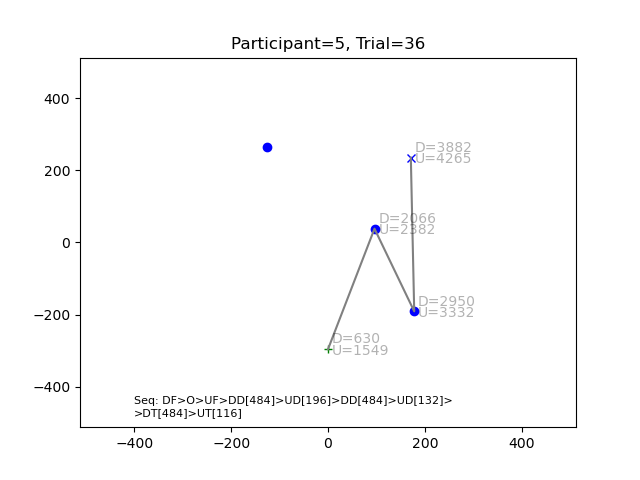 Participant=5, Trial=36
400
200
0
−200
−400
−400
−200
0
200
400
D=3882
U=4265
D=2066
U=2382
D=2950
U=3332
D=630
U=1549
Seq: DF>O>UF>DD[484]>UD[196]>DD[484]>UD[132]>
>DT[484]>UT[116]